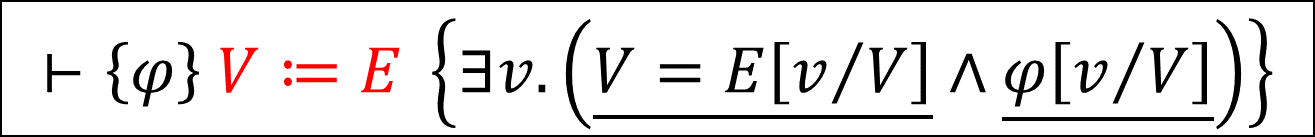 ⊢ {φ} V ≔ E {∃v. (V = E[v/V] ∧ φ[v/V])}